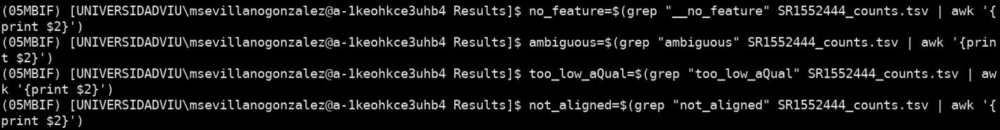 (05MBIF) [UNIVERSIDADVIU\msevillanogonzalez@a-1keohkce3uhb4 Results]$ no_feature=$(grep "__no_feature" SR1552444_counts.tsv | awk '{
print $2}')
(05MBIF) [UNIVERSIDADVIU\msevillanogonzalez@a-1keohkce3uhb4 Results]$ ambiguous=$(grep "ambiguous" SR1552444_counts.tsv | awk '{prin
t $2}')
(05MBIF) [UNIVERSIDADVIU\msevillanogonzalez@a-1keohkce3uhb4 Results]$ too_low_aQual=$(grep "too_low_aQual" SR1552444_counts.tsv | aw
k '{print $2}')
(05MBIF) [UNIVERSIDADVIU\msevillanogonzalez@a-1keohkce3uhb4 Results]$ not_aligned=$(grep "not_aligned" SR1552444_counts.tsv | awk '{
print $2}')